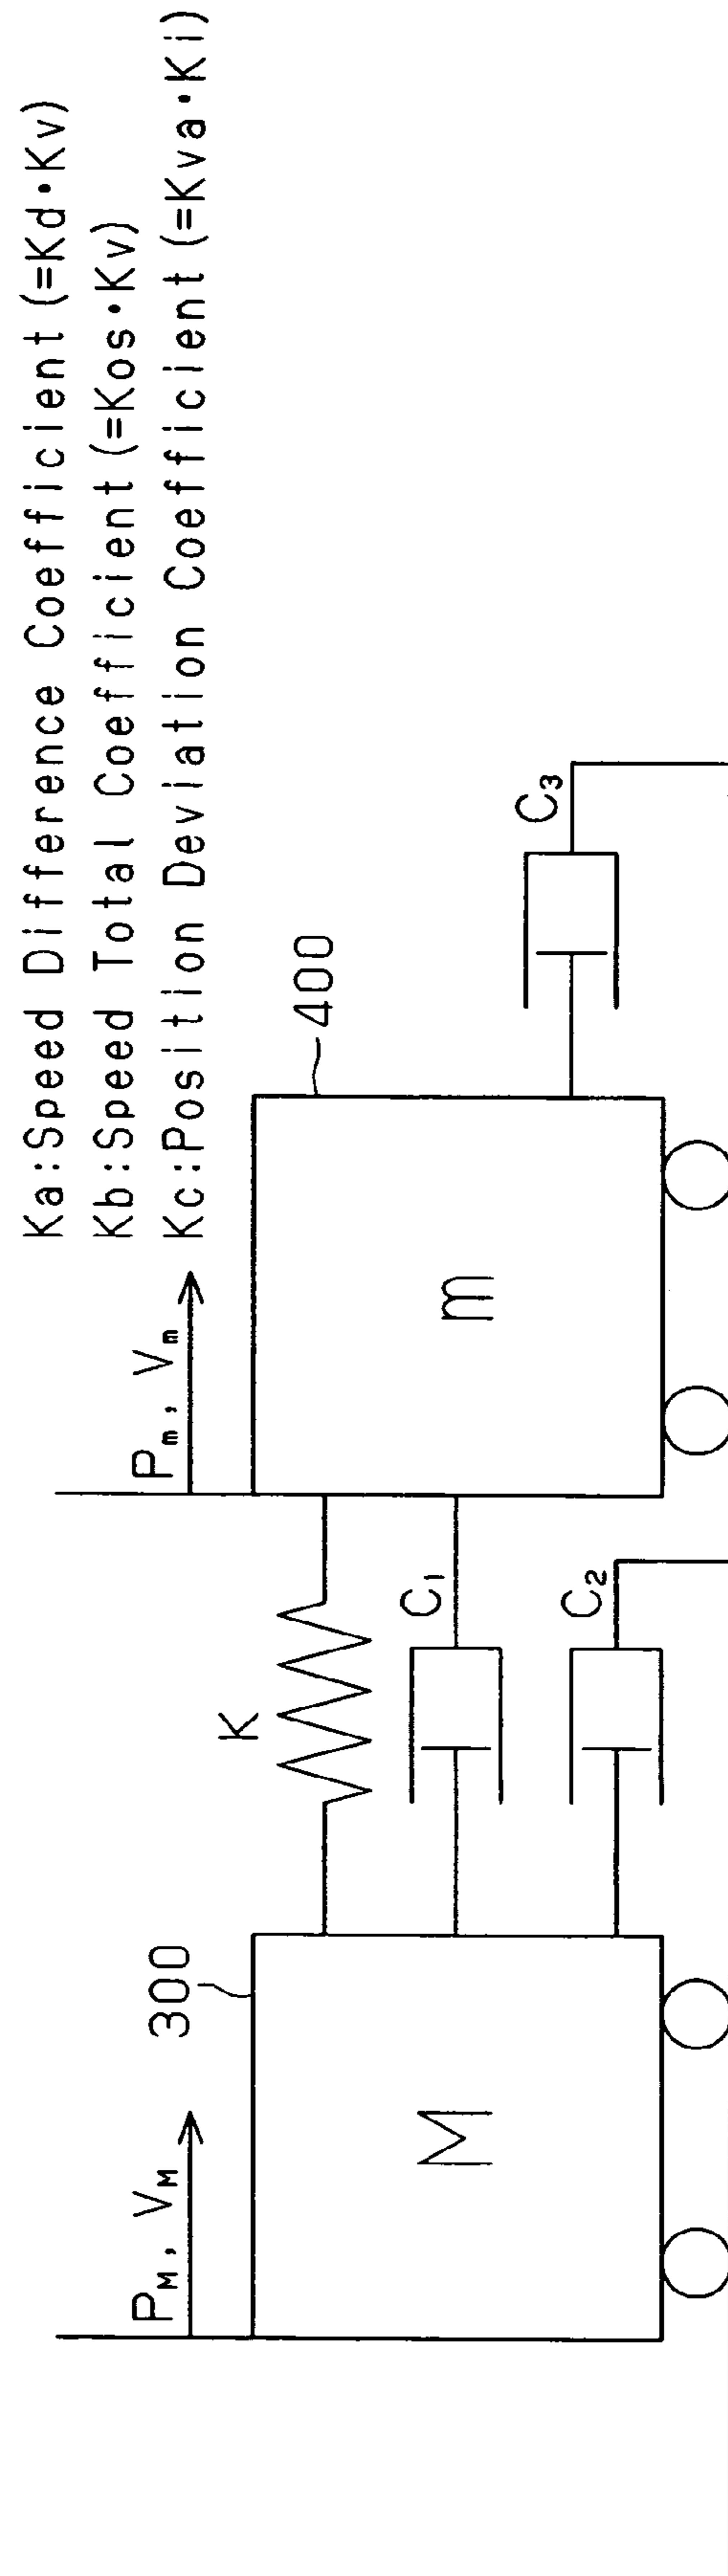 Ka:Speed Difference Coefficient(=Kd・Kv)
Kb:Speed Total Coefficient(=Kos・Kv)
Kc:Position Deviation Coefficient(=Kva・Ki)
PM, VM
300
M
K
C1
C2
Pm, Vm
400
m
C3